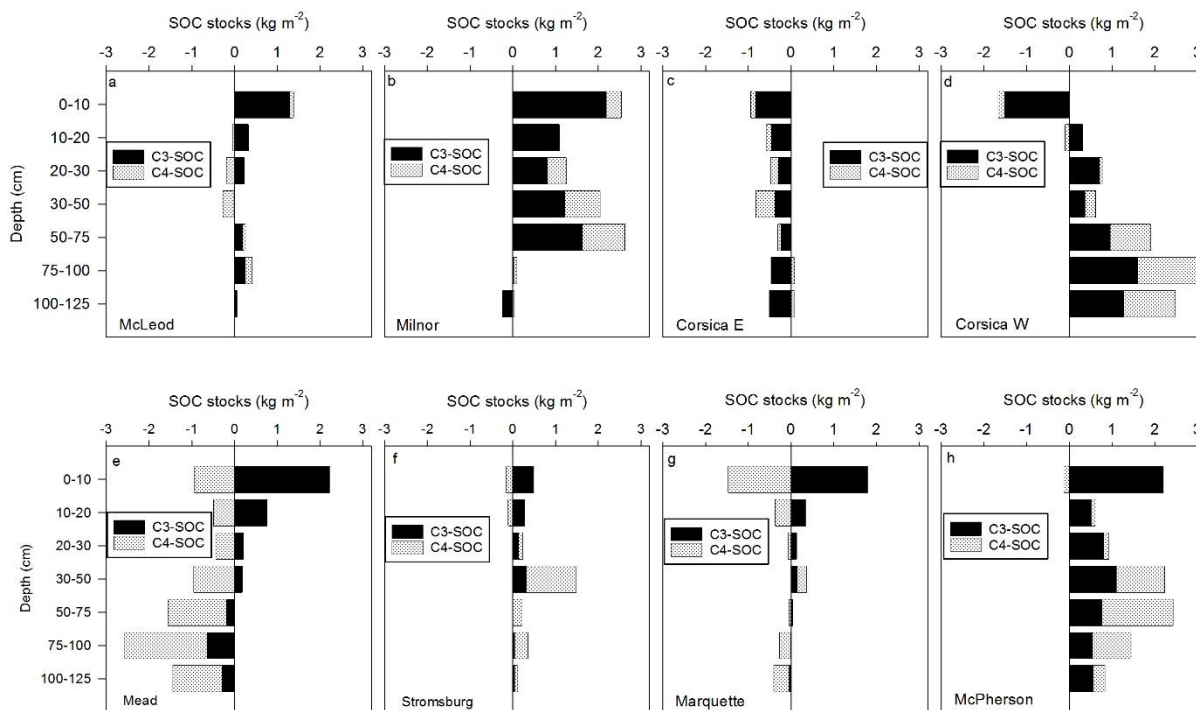 SOC stocks (kg m-2) SOC stocks (kg m-2) SOC stocks (kg m-2) SOC stocks (kg m-2)
-3 -2 -1 0 1 2 3 -3 -2 -1 0 1 2 3 -3 -2 -1 0 1 2 3 -3 -2 -1 0 1 2 3
a b c d
0-10
10-20
20-30
30-50
50-75
75-100
100-125
Depth (cm)
C3-SOC
C4-SOC
C3-SOC
C4-SOC
C3-SOC
C4-SOC
C3-SOC
C4-SOC
McLeod Milnor Corsica E Corsica W
SOC stocks (kg m-2) SOC stocks (kg m-2) SOC stocks (kg m-2) SOC stocks (kg m-2)
-3 -2 -1 0 1 2 3 -3 -2 -1 0 1 2 3 -3 -2 -1 0 1 2 3 -3 -2 -1 0 1 2 3
e f g h
0-10
10-20
20-30
30-50
50-75
75-100
100-125
Depth (cm)
C3-SOC
C4-SOC
C3-SOC
C4-SOC
C3-SOC
C4-SOC
C3-SOC
C4-SOC
Mead Stromsburg Marquette McPherson